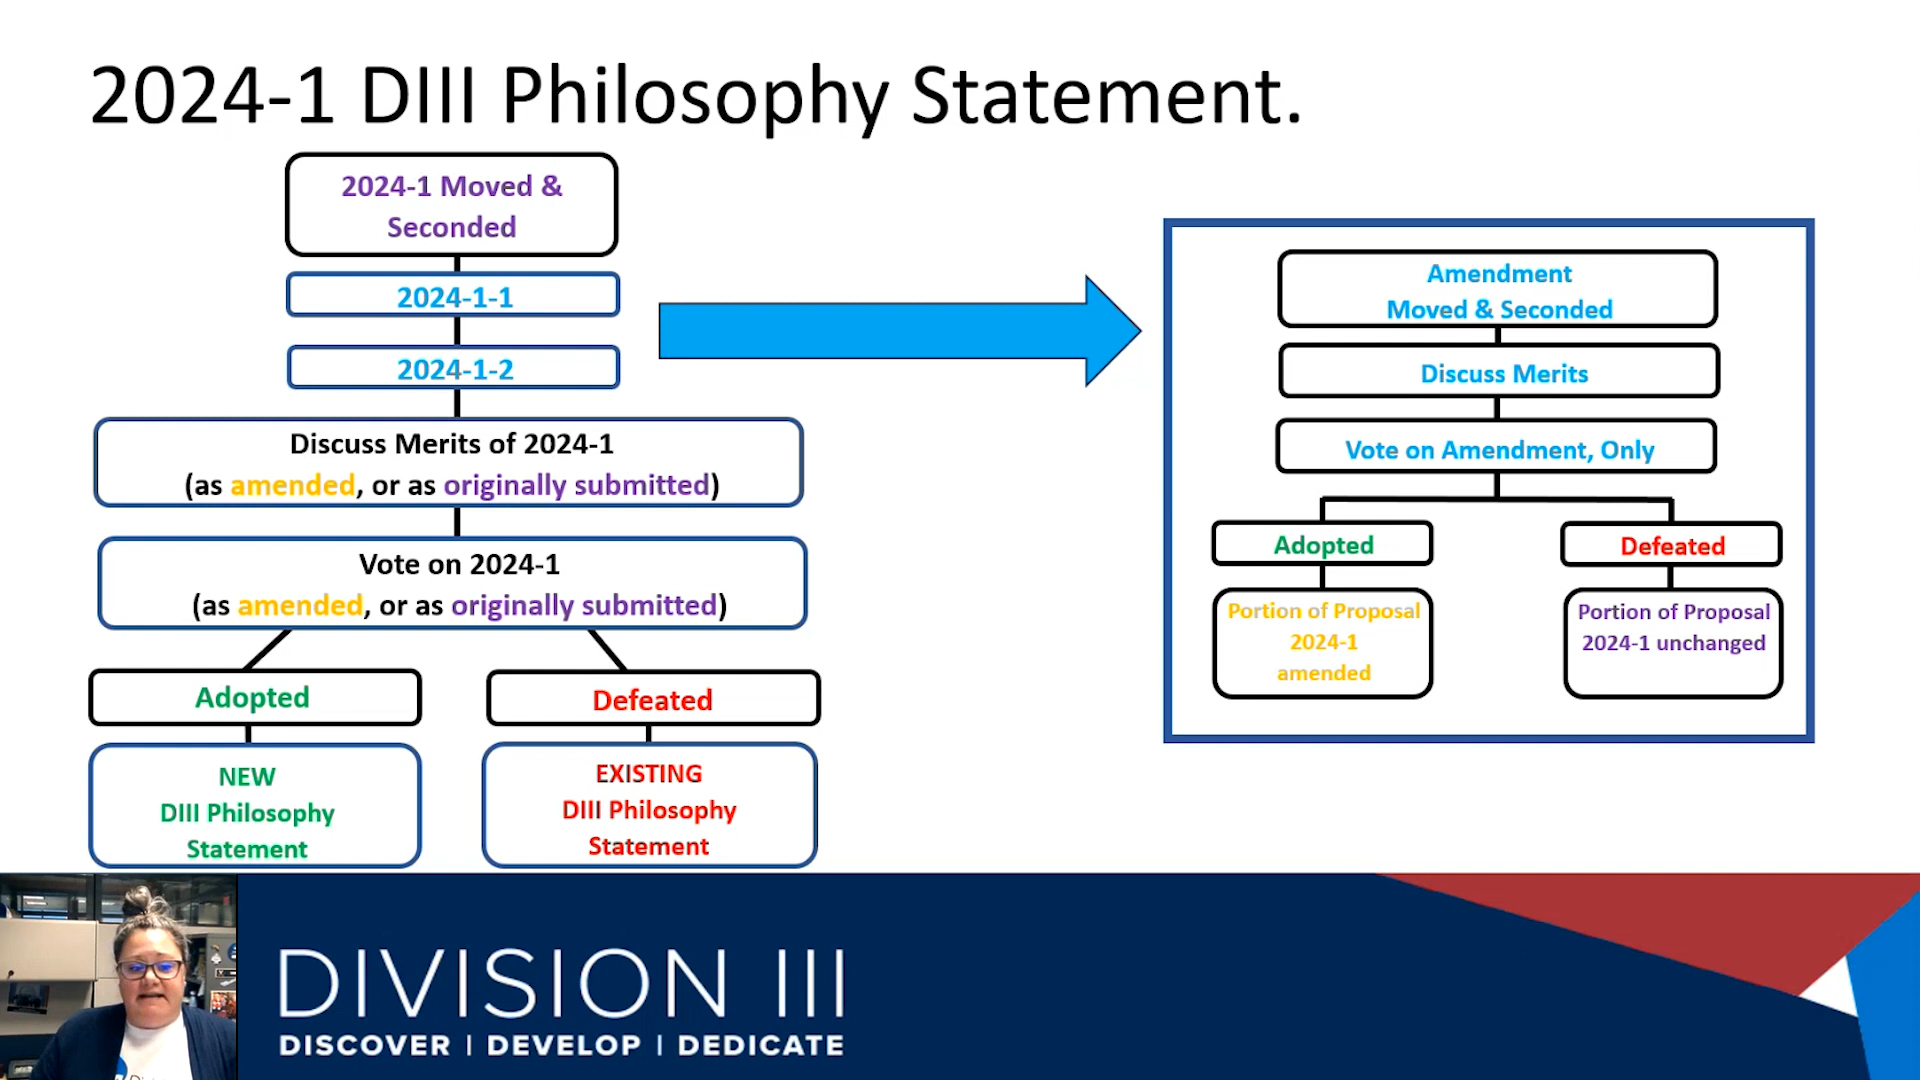 2024-1 DIII Philosophy Statement.
2024-1 Moved &
Seconded
2024-1-1
2024-1-2
Discuss Merits of 2024-1
(as amended, or as originally submitted)
Vote on 2024-1
(as amended, or as originally submitted)
Adopted
Defeated
NEW
DIII Philosophy
Statement
EXISTING
DIII Philosophy
Statement
Amendment
Moved & Seconded
Discuss Merits
Vote on Amendment, Only
Adopted
Defeated
Portion of Proposal
2024-1
amended
Portion of Proposal
2024-1 unchanged
DIVISION III
DISCOVER | DEVELOP | DEDICATE